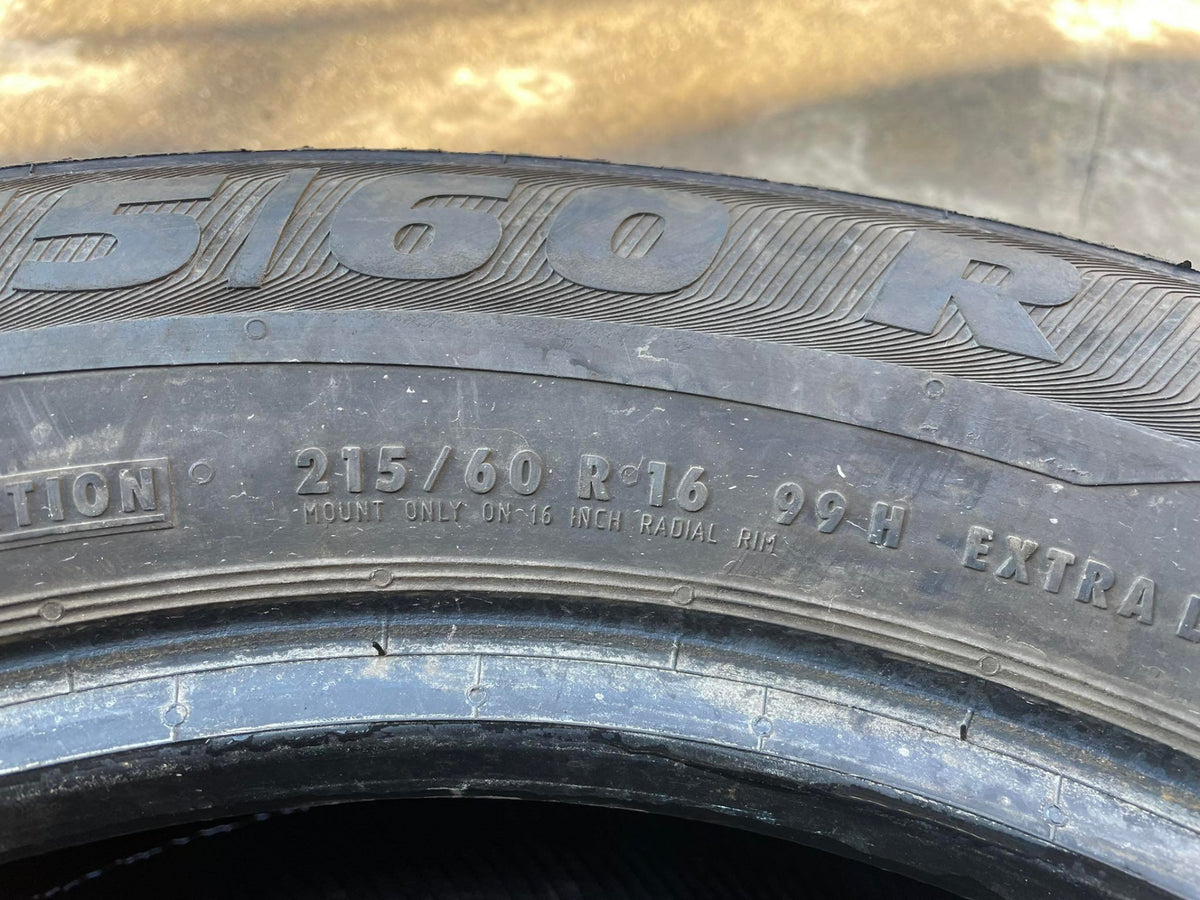 5/60 R
TION
215/60 R 16 99 H EXTRA
MOUNT ONLY ON 16 INCH RADIAL RIM